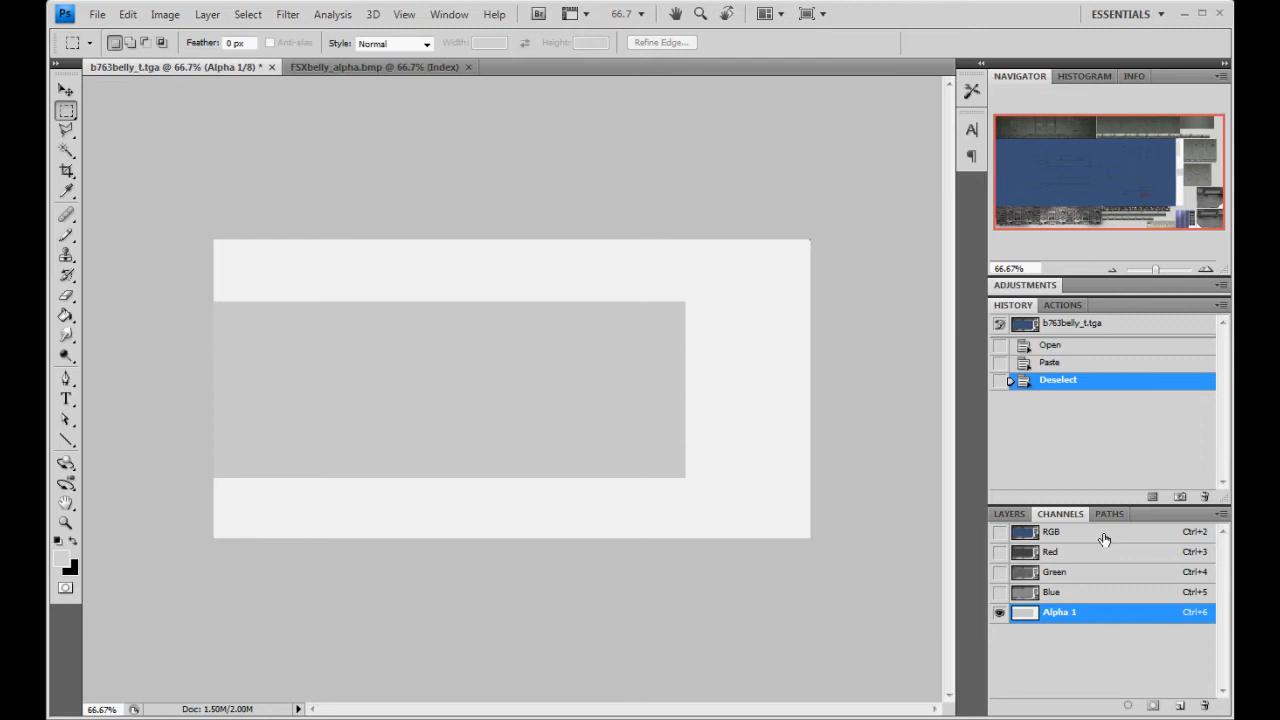 Ps File Edit Image Layer Select Filter Analysis 3D View Window Help Br 66.7 ESSENTIALS
Feather: 0 px Anti-alias Style: Normal Width: Height: Refine Edge...
b763belly_t.tga @ 66.7% (Alpha 1/8) * FSXbelly_alpha.bmp @ 66.7% (Index)
NAVIGATOR HISTOGRAM INFO
66.67%
ADJUSTMENTS
HISTORY ACTIONS
b763belly_t.tga
Open
Paste
Deselect
LAYERS CHANNELS PATHS
RGB Ctrl+2
Red Ctrl+3
Green Ctrl+4
Blue Ctrl+5
Alpha 1 Ctrl+6
66.67% Doc: 1.50M/2.00M